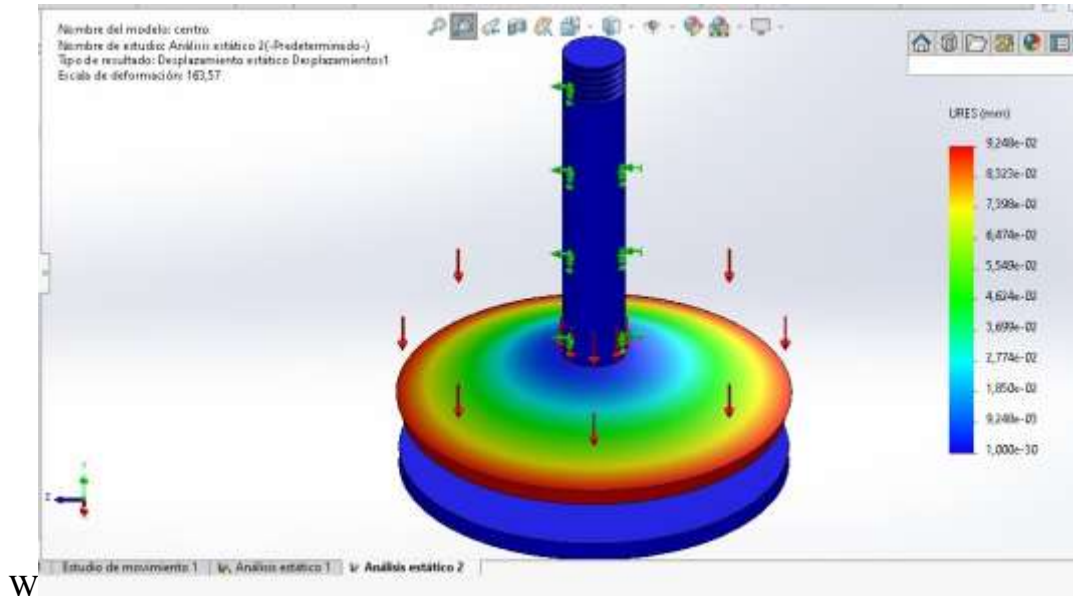 Nombre del modelo: centro
Nombre de estudio: Análisis estático 2(-Predeterminado-)
Tipo de resultado: Desplazamiento estático Desplazamientos1
Escala de deformación: 163,57
URES (mm)
9,248e-02
8,323e-02
7,398e-02
6,474e-02
5,549e-02
4,624e-02
3,699e-02
2,774e-02
1,850e-02
9,248e-03
1,000e-30
Estudio de movimiento 1
Análisis estático 1
Análisis estático 2
W